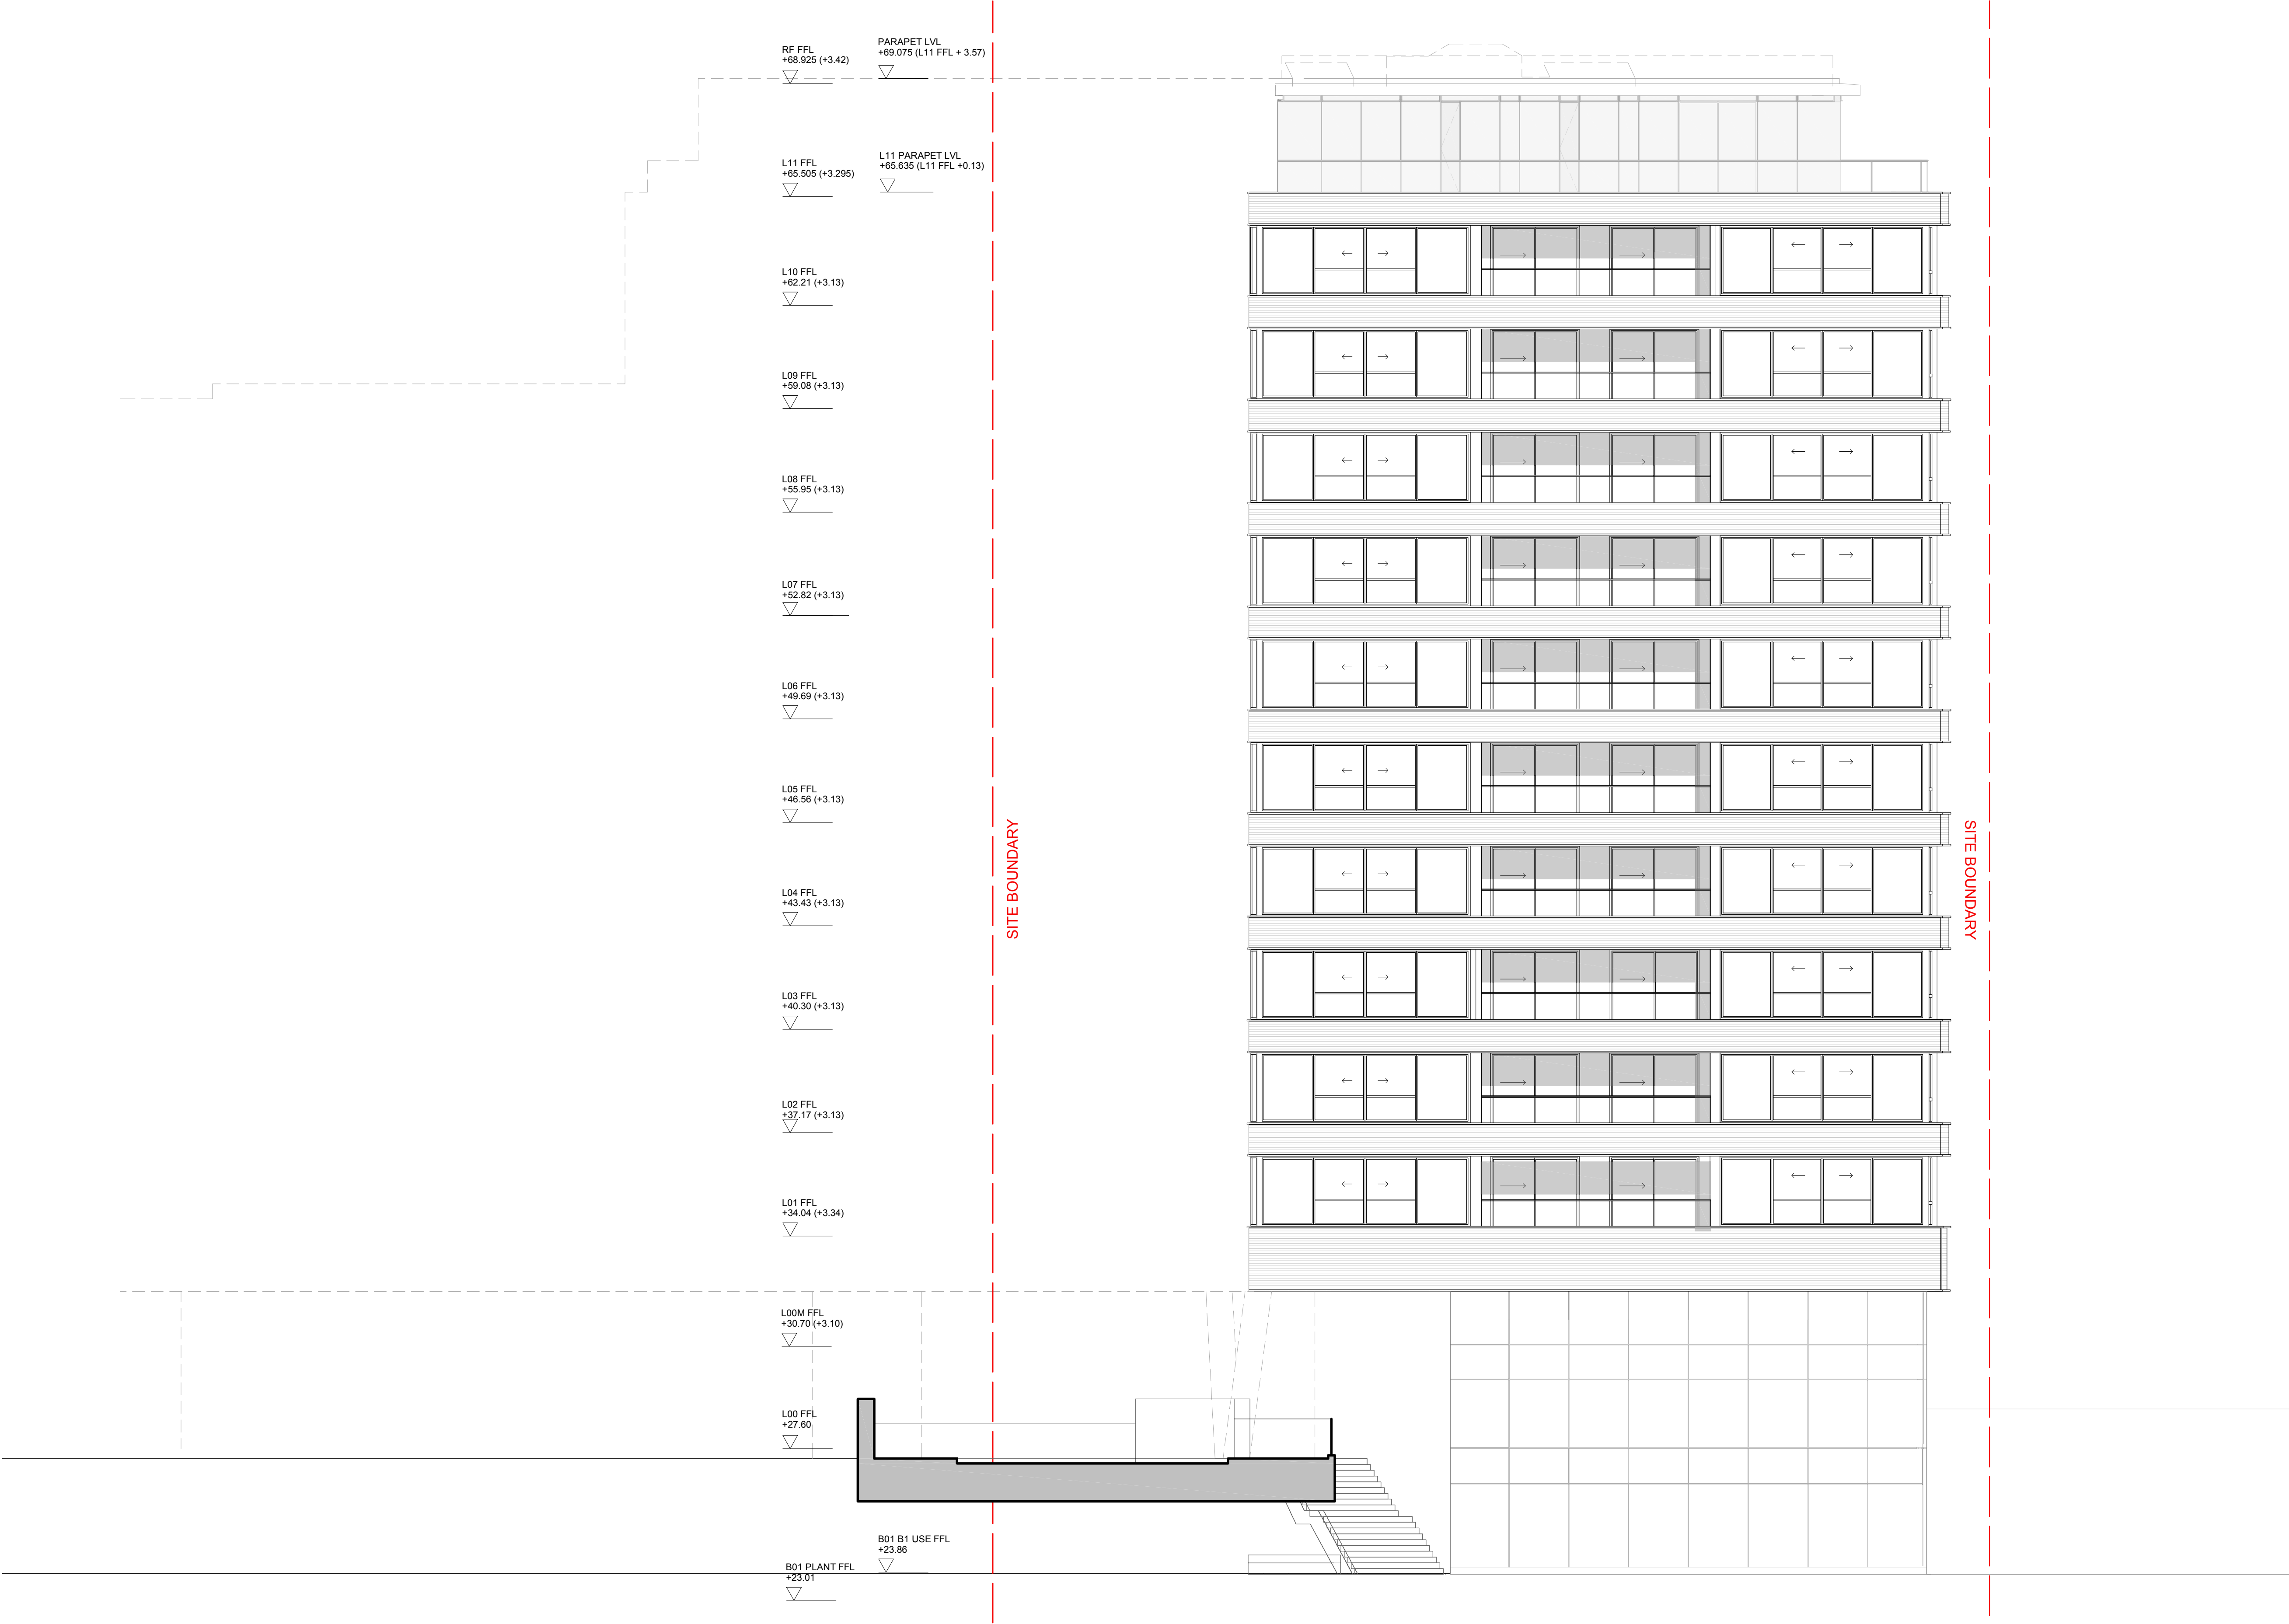 RF FFL
+68.925 (+3.42)
PARAPET LVL
+69.075 (L11 FFL + 3.57)
L11 FFL
+65.505 (+3.295)
L11 PARAPET LVL
+65.635 (L11 FFL +0.13)
L10 FFL
+62.21 (+3.13)
L09 FFL
+59.08 (+3.13)
L08 FFL
+55.95 (+3.13)
L07 FFL
+52.82 (+3.13)
L06 FFL
+49.69 (+3.13)
L05 FFL
+46.56 (+3.13)
SITE BOUNDARY
SITE BOUNDARY
L04 FFL
+43.43 (+3.13)
L03 FFL
+40.30 (+3.13)
L02 FFL
+37.17 (+3.13)
L01 FFL
+34.04 (+3.34)
L00M FFL
+30.70 (+3.10)
L00 FFL
+27.60
B01 B1 USE FFL
+23.86
B01 PLANT FFL
+23.01